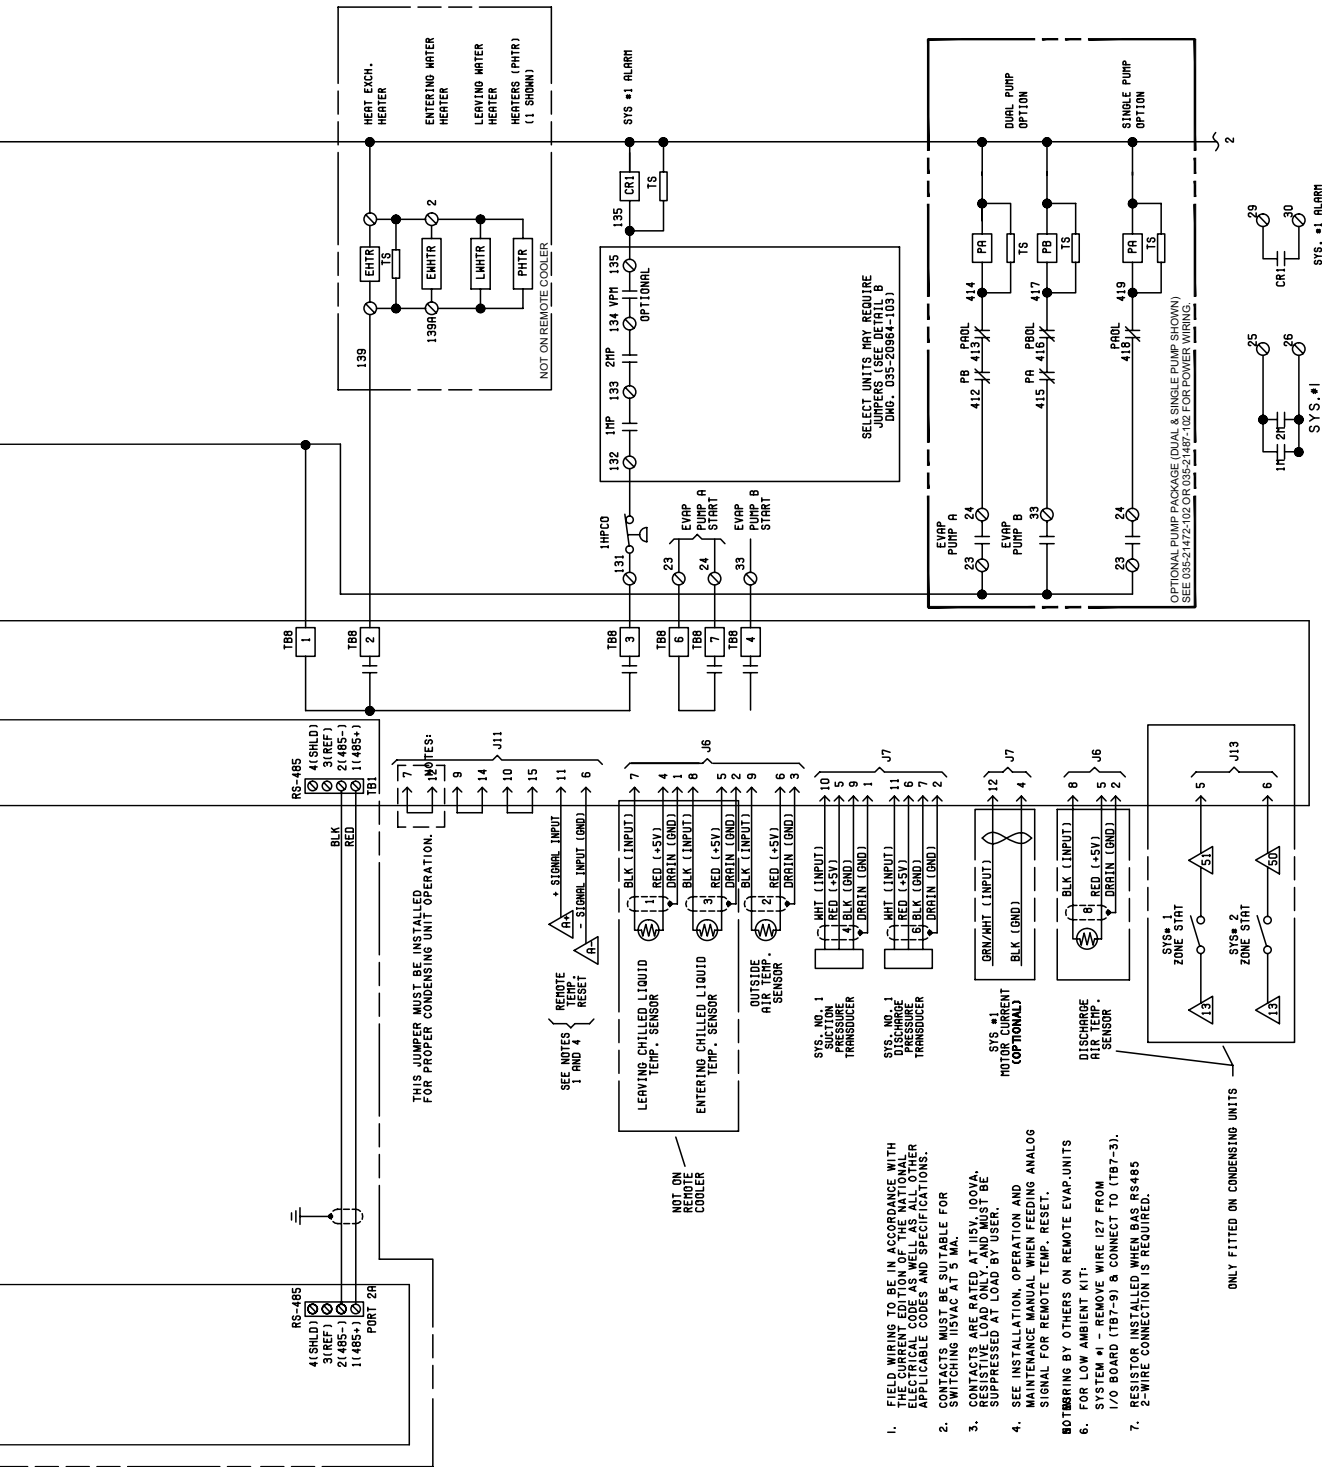 HEAT EXCH.
HEATER
ENTERING WATER
HEATER
LEAVING WATER
HEATER
HEATERS (PHTR)
(1 SHOWN)
EHTR
TS
EWHTR
LWHTR
PHTR
2
139
139A
NOT ON REMOTE COOLER
SYS #1 ALARM
CR1
TS
135
135
VPM
OPTIONAL
134
2MP
133
1MP
132
SELECT UNITS MAY REQUIRE
JUMPERS (SEE DETAIL B
DWG. 035-20964-103)
1HPCO
131
23
24
EVAP
PUMP A
START
33
EVAP
PUMP B
START
DUAL PUMP
OPTION
SINGLE PUMP
OPTION
2
PA
TS
PB
TS
PA
TS
414
417
419
PAOL
413
PBOL
416
PAOL
418
PB
412
PA
415
EVAP
PUMP A
24
23
EVAP
PUMP B
33
24
23
OPTIONAL PUMP PACKAGE (DUAL & SINGLE PUMP SHOWN)
SEE 035-21472-102 OR 035-21487-102 FOR POWER WIRING.
29
30
CR1
SYS. #1 ALARM
25
26
1M
2M
SYS.#1
TB8
1
TB8
2
TB8
3
TB8
6
TB8
7
TB8
4
RS-485
4(SHLD)
3(REF)
2(485-)
1(485+)
TB1
BLK
RED
RS-485
4(SHLD)
3(REF)
2(485-)
1(485+)
PORT 2A
NOTES:
7
12
9
14
10
15
11
6
J11
THIS JUMPER MUST BE INSTALLED
FOR PROPER CONDENSING UNIT OPERATION.
+ SIGNAL INPUT
- SIGNAL INPUT (GND)
A+
A-
REMOTE
TEMP.
RESET
SEE NOTES
1 AND 4
J6
7
4
1
8
5
2
9
6
3
BLK (INPUT)
RED (+5V)
DRAIN (GND)
BLK (INPUT)
RED (+5V)
DRAIN (GND)
BLK (INPUT)
RED (+5V)
DRAIN (GND)
1
3
2
LEAVING CHILLED LIQUID
TEMP. SENSOR
ENTERING CHILLED LIQUID
TEMP. SENSOR
OUTSIDE
AIR TEMP.
SENSOR
NOT ON
REMOTE
COOLER
J7
10
5
9
1
11
6
7
2
WHT (INPUT)
RED (+5V)
BLK (GND)
DRAIN (GND)
WHT (INPUT)
RED (+5V)
BLK (GND)
DRAIN (GND)
4
6
SYS. NO. 1
SUCTION
PRESSURE
TRANSDUCER
SYS. NO. 1
DISCHARGE
PRESSURE
TRANSDUCER
J7
12
4
GRN/WHT (INPUT)
BLK (GND)
SYS #1
MOTOR CURRENT
(OPTIONAL)
J6
8
5
2
BLK (INPUT)
RED (+5V)
DRAIN (GND)
8
DISCHARGE
AIR TEMP.
SENSOR
J13
5
6
51
50
SYS# 1
ZONE STAT
SYS# 2
ZONE STAT
13
13
ONLY FITTED ON CONDENSING UNITS
1. FIELD WIRING TO BE IN ACCORDANCE WITH
THE CURRENT EDITION OF THE NATIONAL
ELECTRICAL CODE AS WELL AS ALL OTHER
APPLICABLE CODES AND SPECIFICATIONS.
2. CONTACTS MUST BE SUITABLE FOR
SWITCHING 115VAC AT 5 MA.
3. CONTACTS ARE RATED AT 115V, 100VA,
RESISTIVE LOAD ONLY, AND MUST BE
SUPPRESSED AT LOAD BY USER.
4. SEE INSTALLATION, OPERATION AND
MAINTENANCE MANUAL WHEN FEEDING ANALOG
SIGNAL FOR REMOTE TEMP. RESET.
BY OTHERS ON REMOTE EVAP.UNITS
6. FOR LOW AMBIENT KIT:
SYSTEM #1 - REMOVE WIRE 127 FROM
I/O BOARD (TB7-9) & CONNECT TO (TB7-3).
7. RESISTOR INSTALLED WHEN BAS RS485
2-WIRE CONNECTION IS REQUIRED.